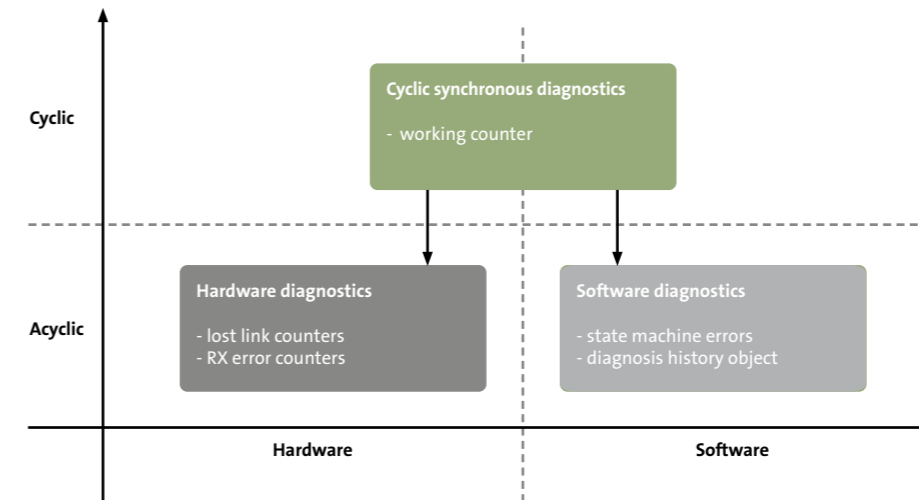 Cyclic synchronous diagnostics
- working counter
Cyclic
Hardware diagnostics
- lost link counters
- RX error counters
Software diagnostics
- state machine errors
- diagnosis history object
Acyclic
Hardware
Software